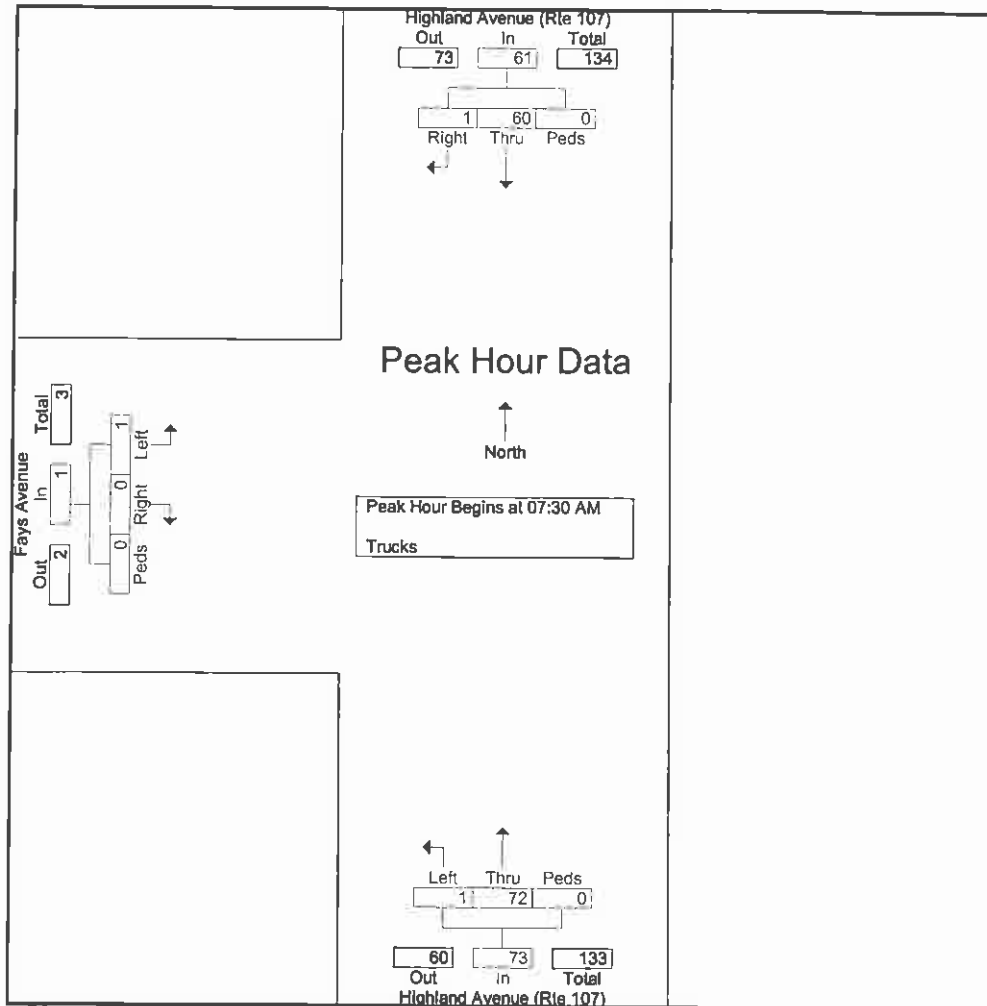 Highland Avenue (Rte 107)
Out In Total
73 61 134
1 60 0
Right Thru Peds
Peak Hour Data
North
Peak Hour Begins at 07:30 AM
Trucks
Fays Avenue
Out In Total
2 1 3
0 0 1
Peds Right Left
Left Thru Peds
1 72 0
60 73 133
Out In Total
Highland Avenue (Rte 107)